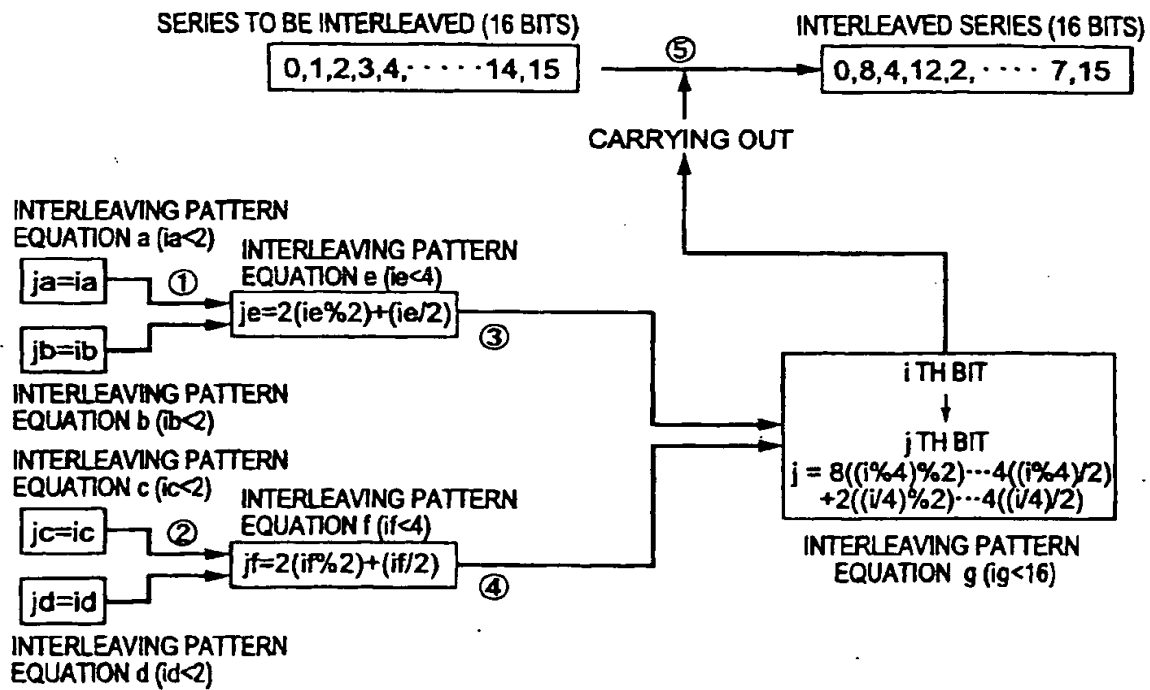 SERIES TO BE INTERLEAVED (16 BITS)
0,1,2,3,4,·····14,15
⑤
INTERLEAVED SERIES (16 BITS)
0,8,4,12,2,···· 7,15
CARRYING OUT
INTERLEAVING PATTERN
EQUATION a (ia<2)
ja=ia
①
jb=ib
INTERLEAVING PATTERN
EQUATION b (ib<2)
INTERLEAVING PATTERN
EQUATION e (ie<4)
je=2(ie%2)+(ie/2)
③
INTERLEAVING PATTERN
EQUATION c (ic<2)
jc=ic
②
jd=id
INTERLEAVING PATTERN
EQUATION d (id<2)
INTERLEAVING PATTERN
EQUATION f (if<4)
jf=2(if%2)+(if/2)
④
i TH BIT
j TH BIT
j = 8((i%4)%2)···4((i%4)/2)
+2((i/4)%2)···4((i/4)/2)
INTERLEAVING PATTERN
EQUATION g (ig<16)